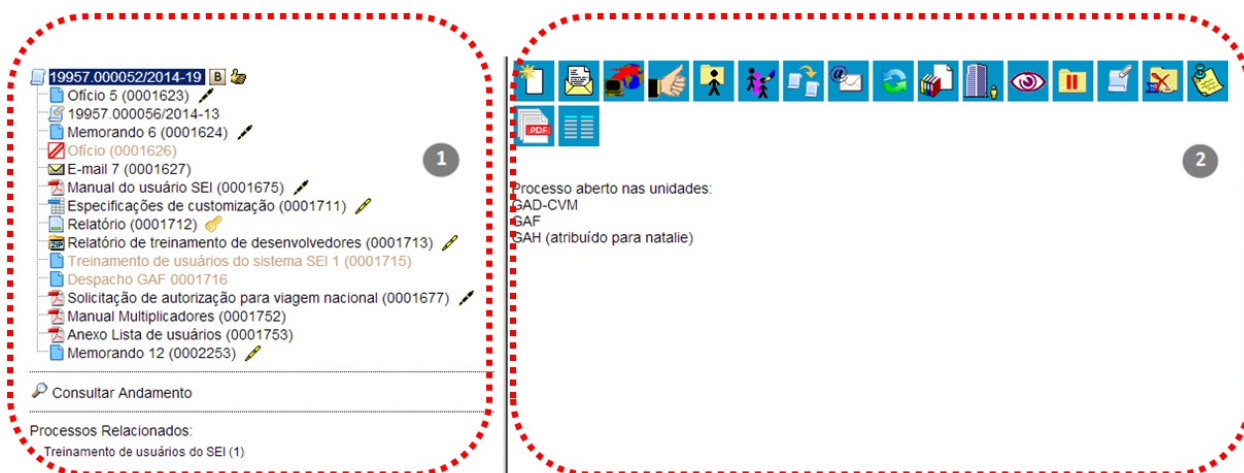 19957.000052/2014-19 B
Ofício 5 (0001623)
19957.000056/2014-13
Memorando 6 (0001624)
Ofício (0001626)
E-mail 7 (0001627)
Manual do usuário SEI (0001675)
Especificações de customização (0001711)
Relatório (0001712)
ZIP Relatório de treinamento de desenvolvedores (0001713)
Treinamento de usuários do sistema SEI 1 (0001715)
Despacho GAF 0001716
Solicitação de autorização para viagem nacional (0001677)
Manual Multiplicadores (0001752)
Anexo Lista de usuários (0001753)
Memorando 12 (0002253)
Consultar Andamento
Processos Relacionados:
Treinamento de usuários do SEI (1)
1
PDF
Processo aberto nas unidades:
GAD-CVM
GAF
GAH (atribuído para natalie)
2